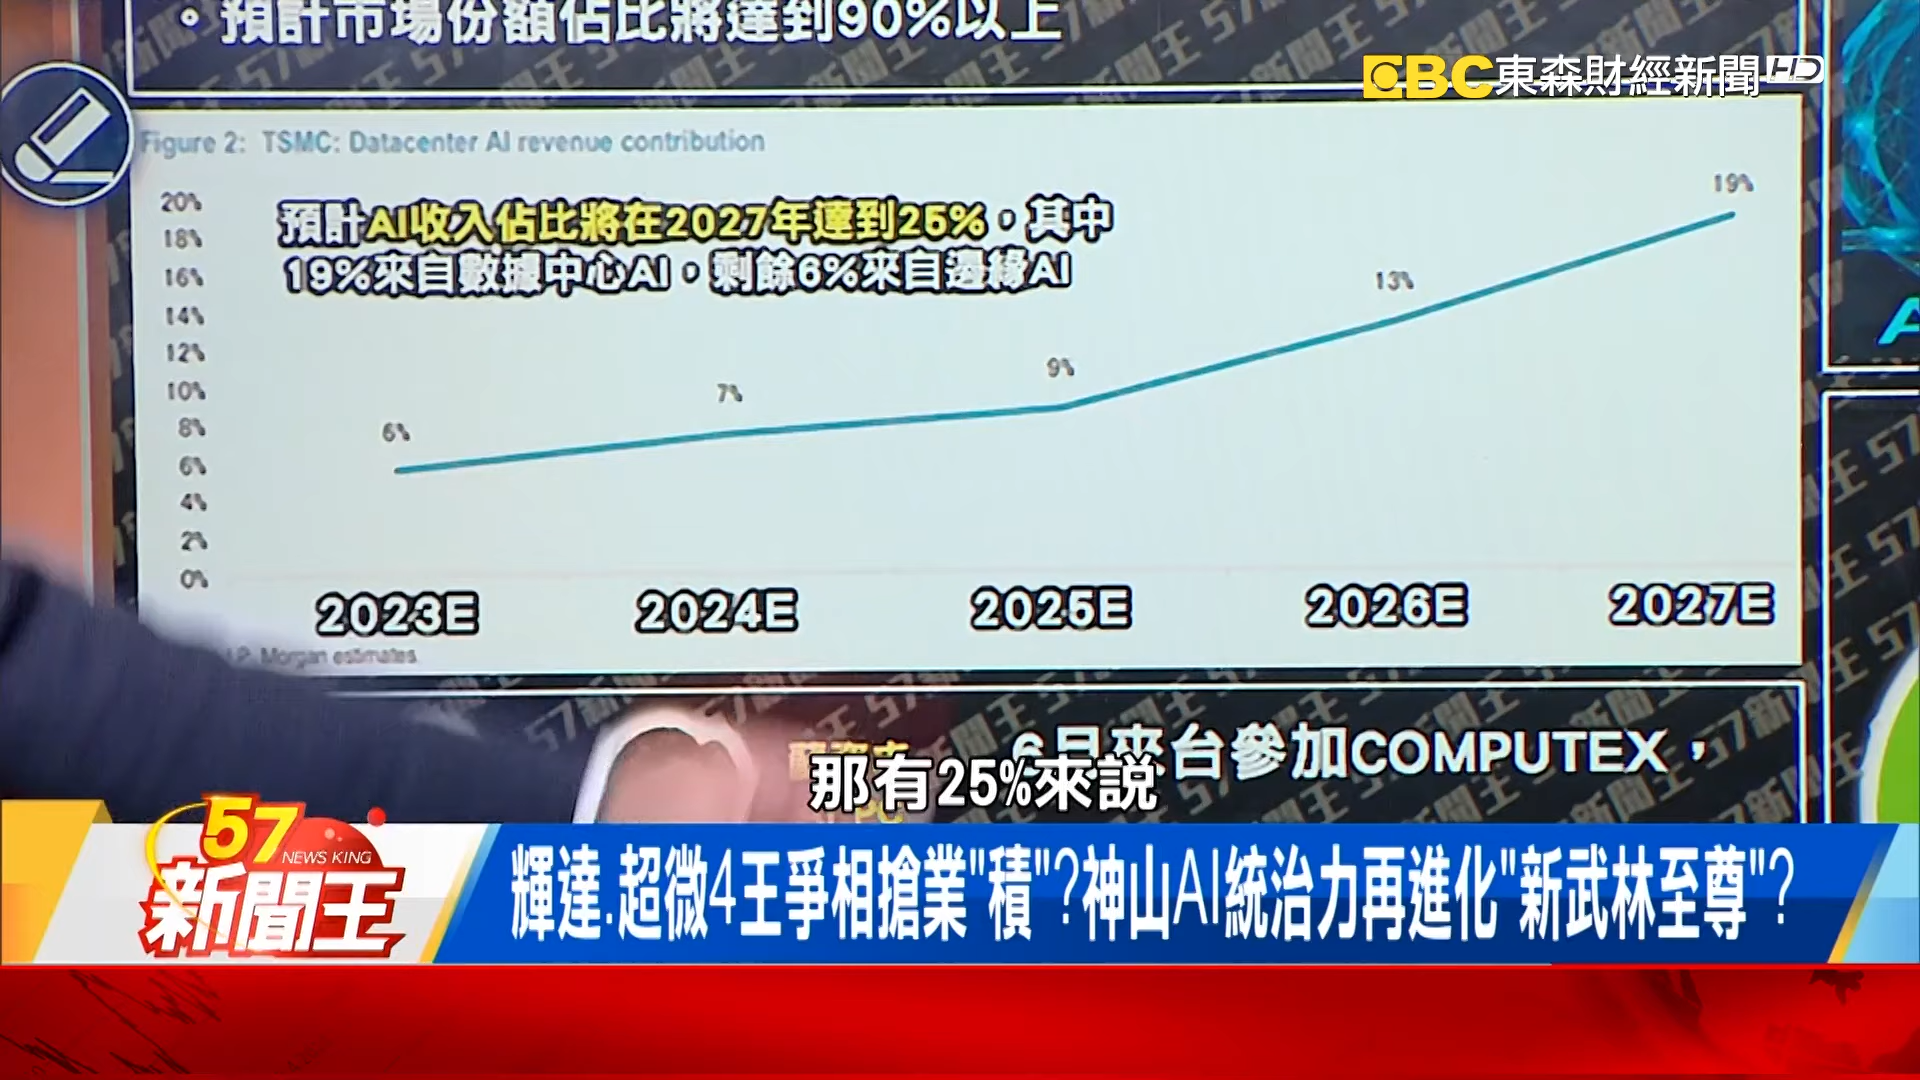 。預計市場份額佔比將達到90%以上
EBC東森財經新聞HD
Figure 2: TSMC: Datacenter AI revenue contribution
預計AI收入佔比將在2027年達到25%，其中
19%來自數據中心AI，剩餘6%來自邊緣AI
20%
18%
16%
14%
12%
10%
8%
6%
4%
2%
0%
6%
7%
9%
13%
19%
2023E
2024E
2025E
2026E
2027E
J.P. Morgan estimates
6月來台參加COMPUTEX，
那有25%來說
57
NEWS KING
新聞王
輝達.超微4王爭相搶業"積"?神山AI統治力再進化"新武林至尊"?